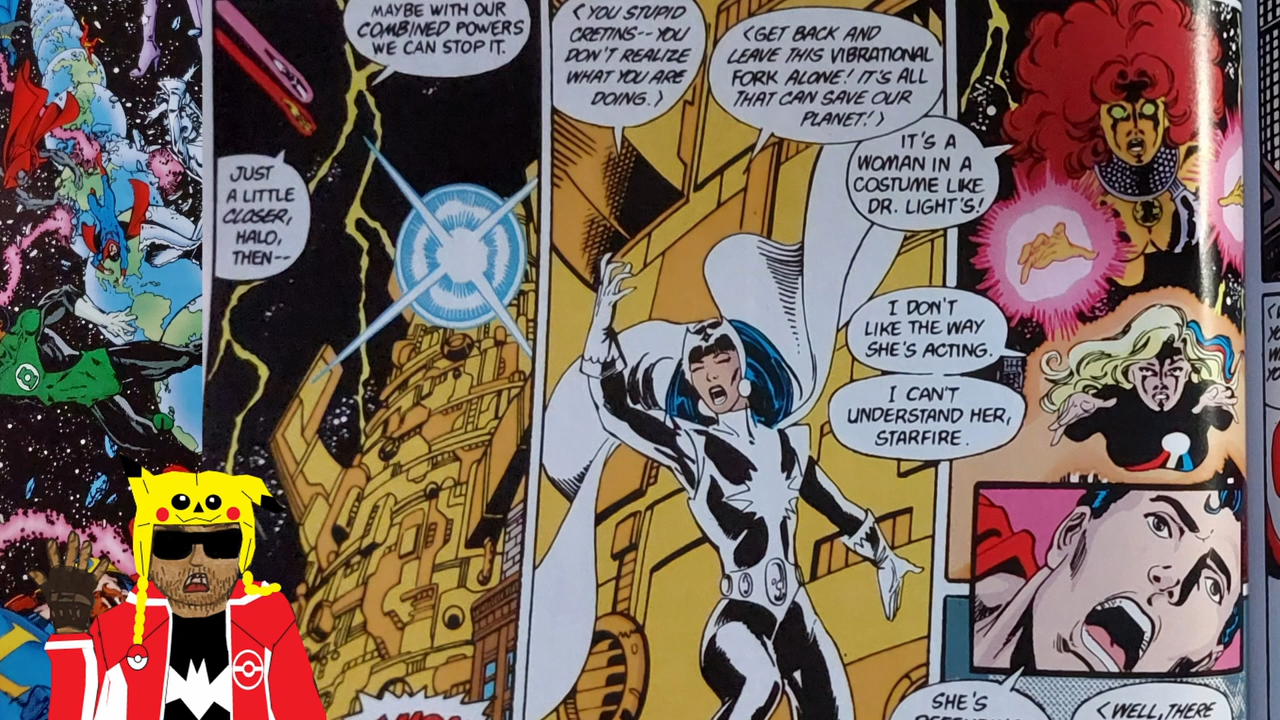 MAYBE WITH OUR
COMBINED POWERS
WE CAN STOP IT.
JUST
A LITTLE
CLOSER,
HALO,
THEN--
<YOU STUPID
CRETINS--YOU
DON'T REALIZE
WHAT YOU ARE
DOING.>
<GET BACK AND
LEAVE THIS VIBRATIONAL
FORK ALONE! IT'S ALL
THAT CAN SAVE OUR
PLANET!>
IT'S A
WOMAN IN A
COSTUME LIKE
DR. LIGHT'S!
I DON'T
LIKE THE WAY
SHE'S ACTING.
I CAN'T
UNDERSTAND HER,
STARFIRE.
SHE'S
<WELL, THERE